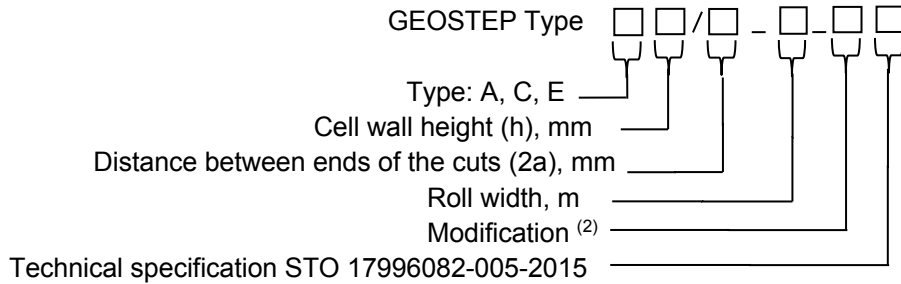 GEOSTEP Type □ □ / □ _ □ _ □ □
Type: A, C, E
Cell wall height (h), mm
Distance between ends of the cuts (2a), mm
Roll width, m
Modification (2)
Technical specification STO 17996082-005-2015